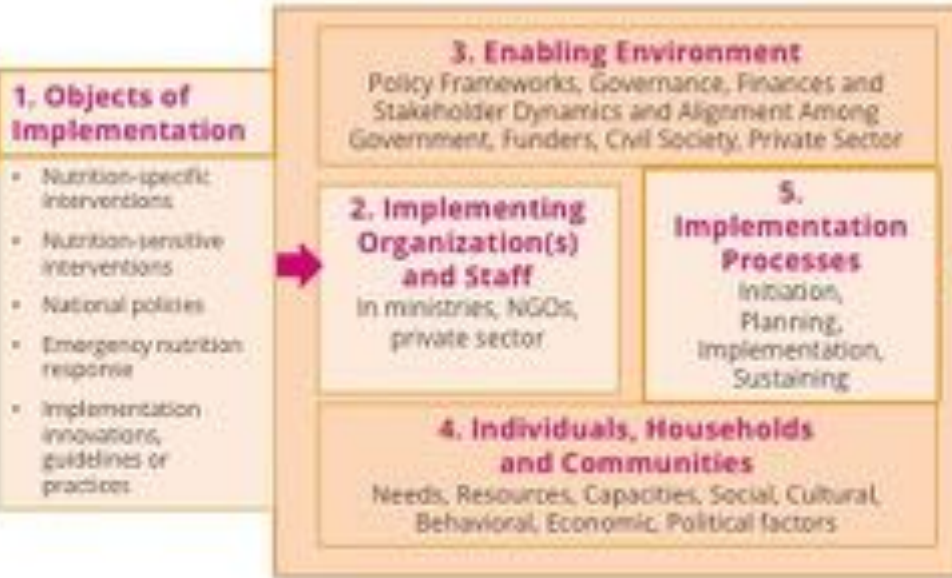 1. Objects of
Implementation
• Nutrition-specific
interventions
• Nutrition-sensitive
interventions
• National policies
• Emergency nutrition
response
• Implementation
innovations,
guidelines or
practices
3. Enabling Environment
Policy Frameworks, Governance, Finances and
Stakeholder Dynamics and Alignment Among
Government, Funders, Civil Society, Private Sector
2. Implementing
Organization(s)
and Staff
In ministries, NGOs,
private sector
5.
Implementation
Processes
Initiation,
Planning,
Implementation,
Sustaining
4. Individuals, Households
and Communities
Needs, Resources, Capacities, Social, Cultural,
Behavioral, Economic, Political factors